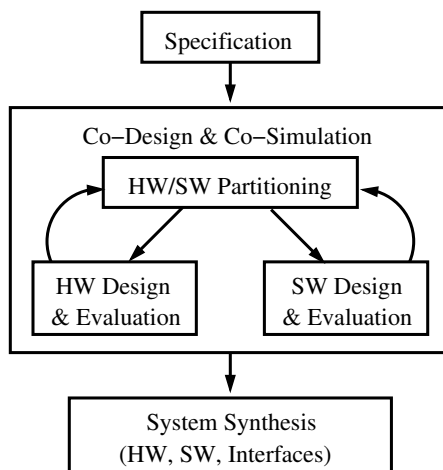 Specification
Co−Design & Co−Simulation
HW/SW Partitioning
HW Design
& Evaluation
SW Design
& Evaluation
System Synthesis
(HW, SW, Interfaces)